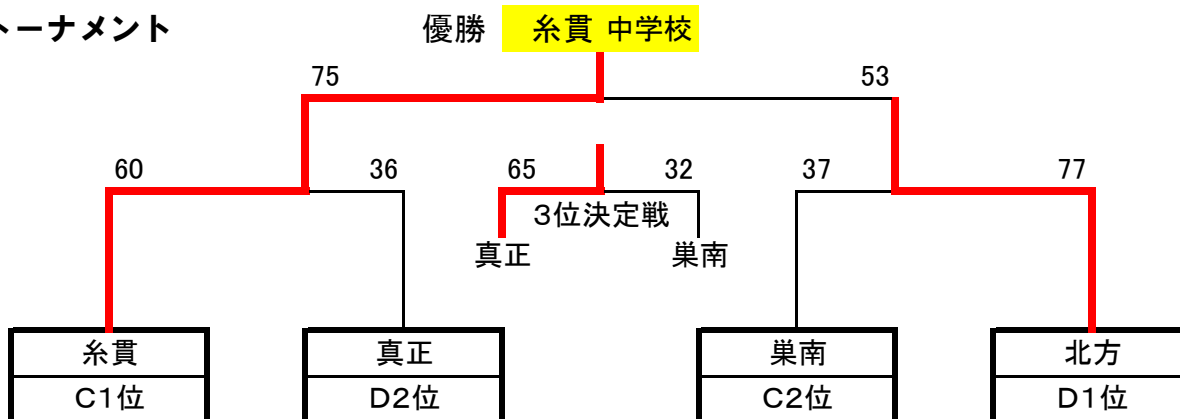 トーナメント
優勝 糸貫 中学校
75 53
60 36 65 32 37 77
3位決定戦
真正 巣南
糸貫 真正 巣南 北方
C1位 D2位 C2位 D1位